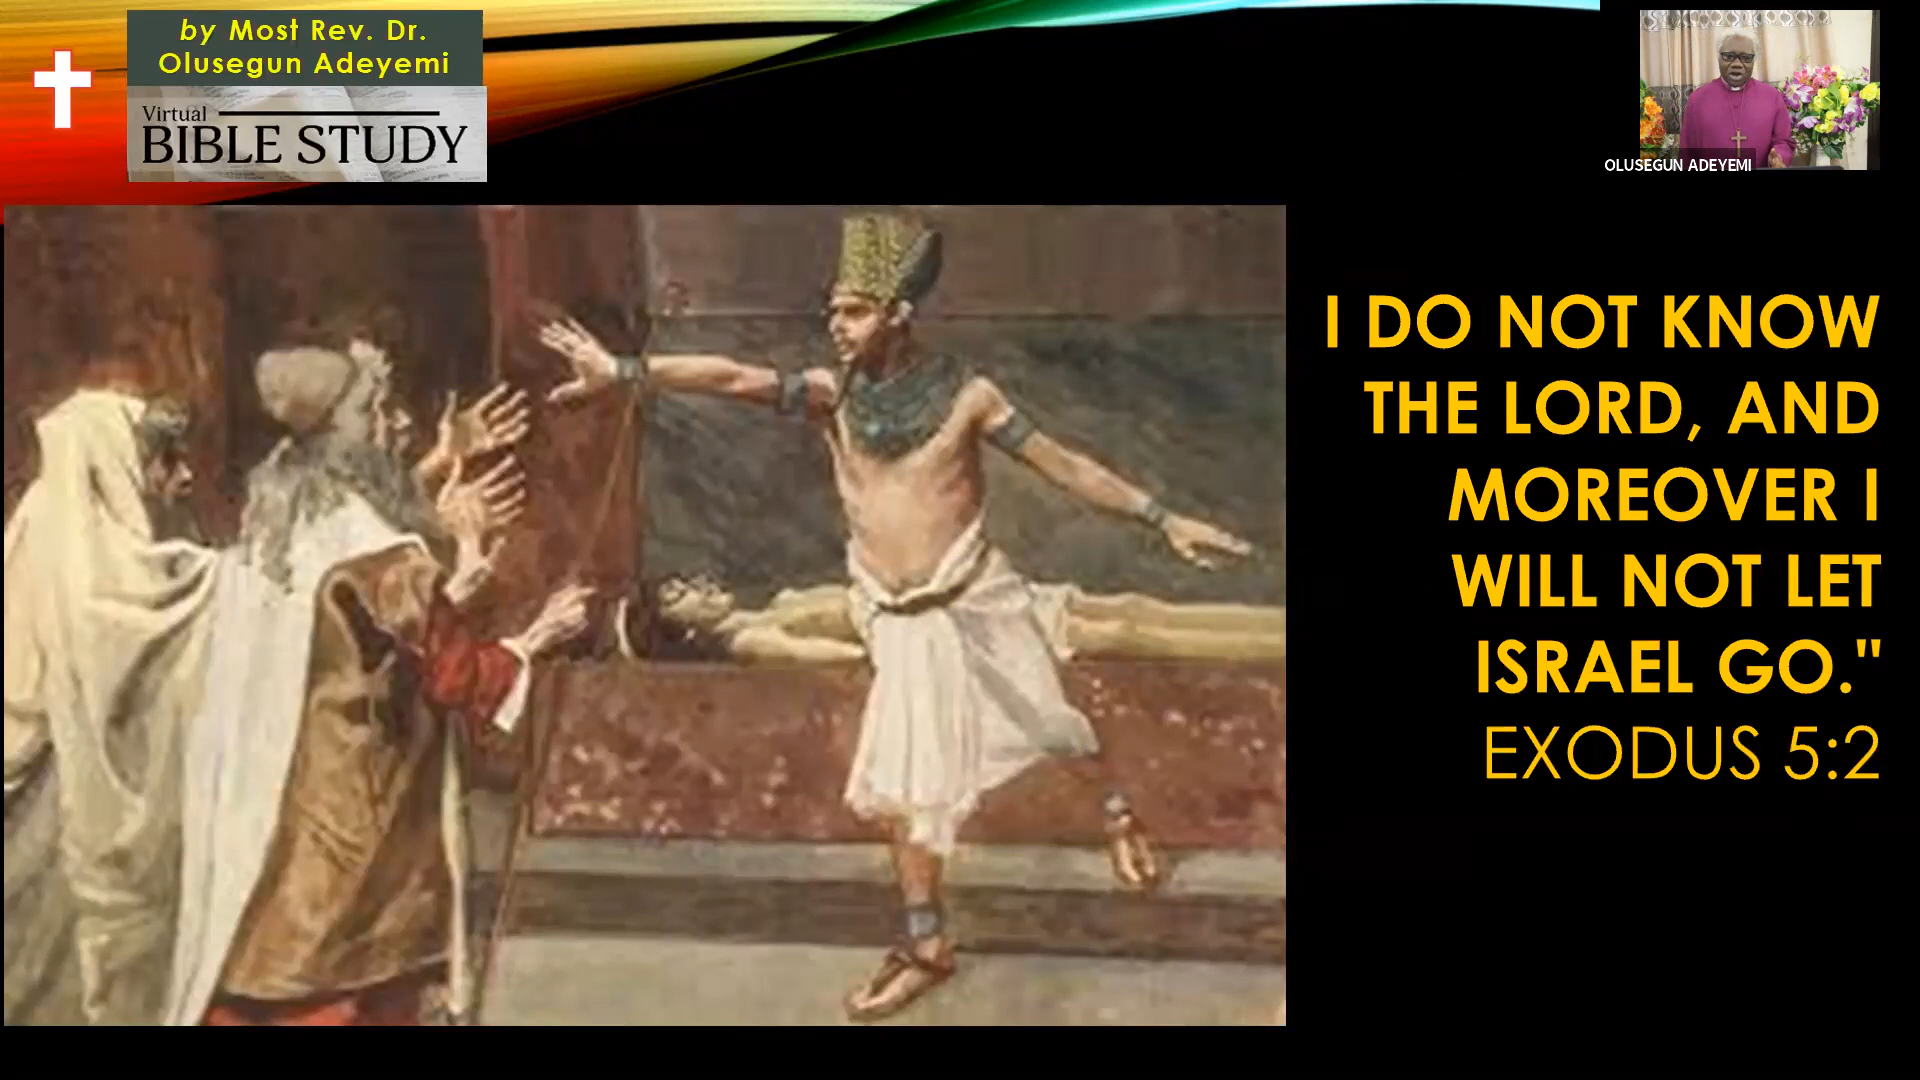 by Most Rev. Dr.
Olusegun Adeyemi
Virtual
BIBLE STUDY
OLUSEGUN ADEYEMI
I DO NOT KNOW
THE LORD, AND
MOREOVER I
WILL NOT LET
ISRAEL GO."
EXODUS 5:2